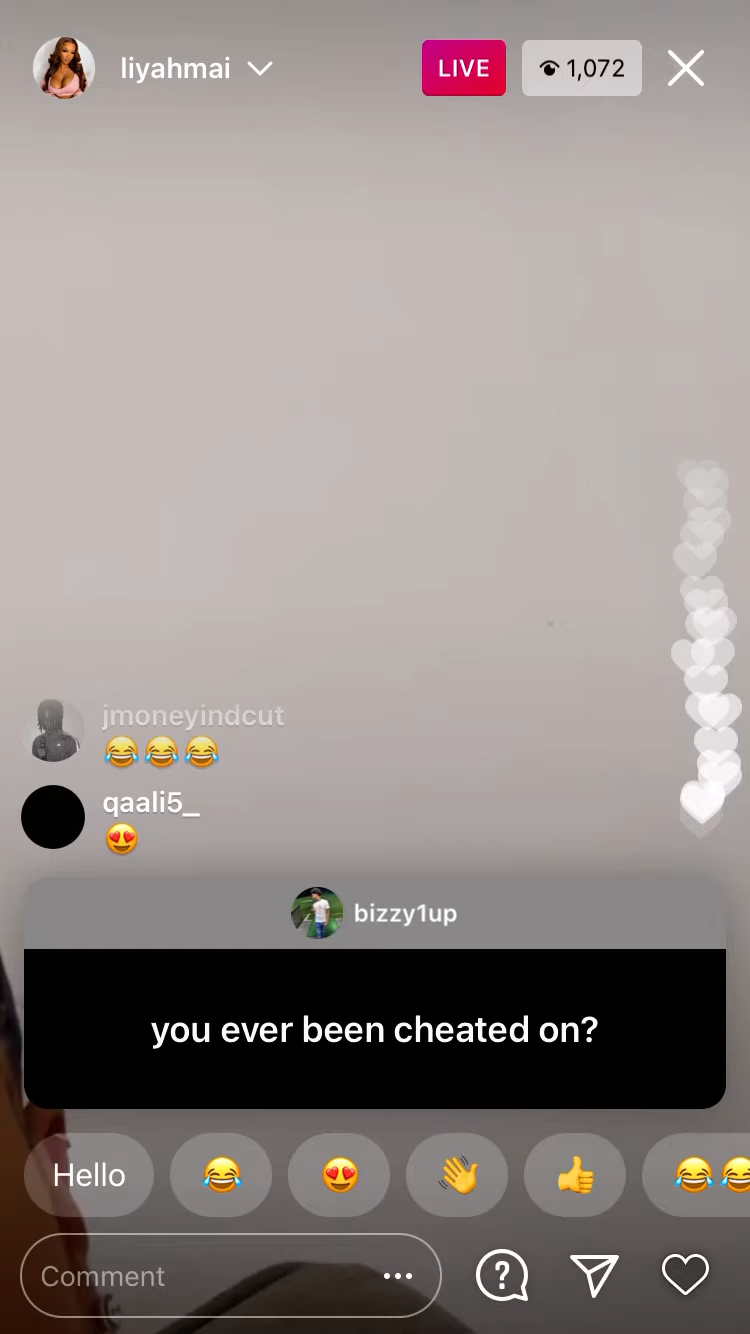 liyahmai
LIVE
1,072
jmoneyindcut
😂😂😂
qaali5_
😍
bizzy1up
you ever been cheated on?
Hello 😂 😍 👋 👍 😂😂
Comment